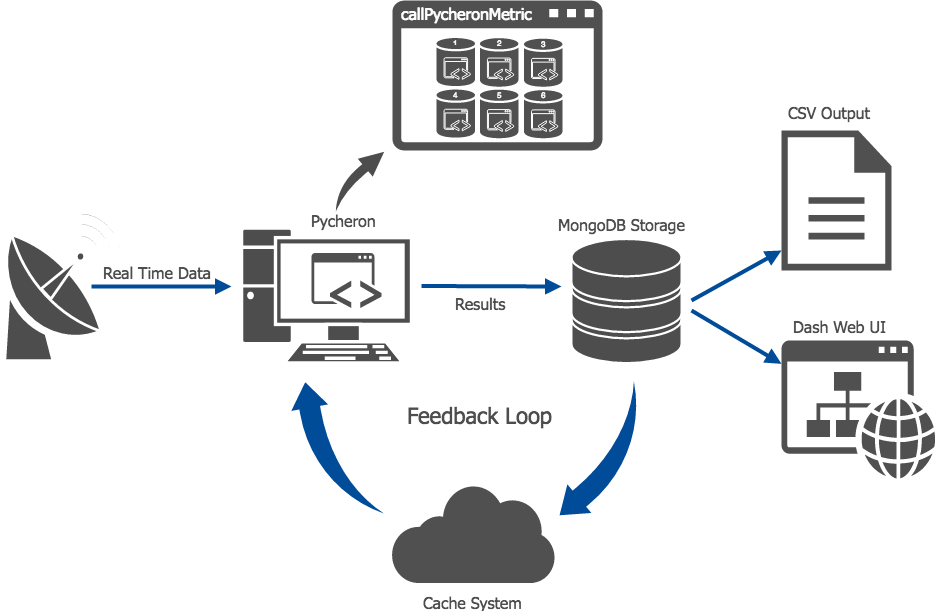 callPycheronMetric
1 2 3
4 5 6
CSV Output
Pycheron
MongoDB Storage
Real Time Data
Results
Dash Web UI
Feedback Loop
Cache System